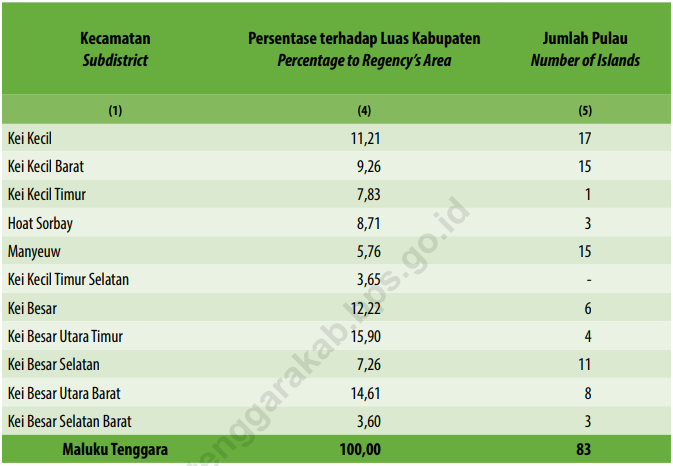 Kecamatan Persentase terhadap Luas Kabupaten Jumlah Pulau
Subdistrict Percentage to Regency's Area Number of Islands
(1) (4) (5)
Kei Kecil 11,21 17
Kei Kecil Barat 9,26 15
Kei Kecil Timur 7,83 1
Hoat Sorbay 8,71 3
Manyeuw 5,76 15
Kei Kecil Timur Selatan 3,65 -
Kei Besar 12,22 6
Kei Besar Utara Timur 15,90 4
Kei Besar Selatan 7,26 11
Kei Besar Utara Barat 14,61 8
Kei Besar Selatan Barat 3,60 3
Maluku Tenggara 100,00 83
enggarakab.bps.go.id